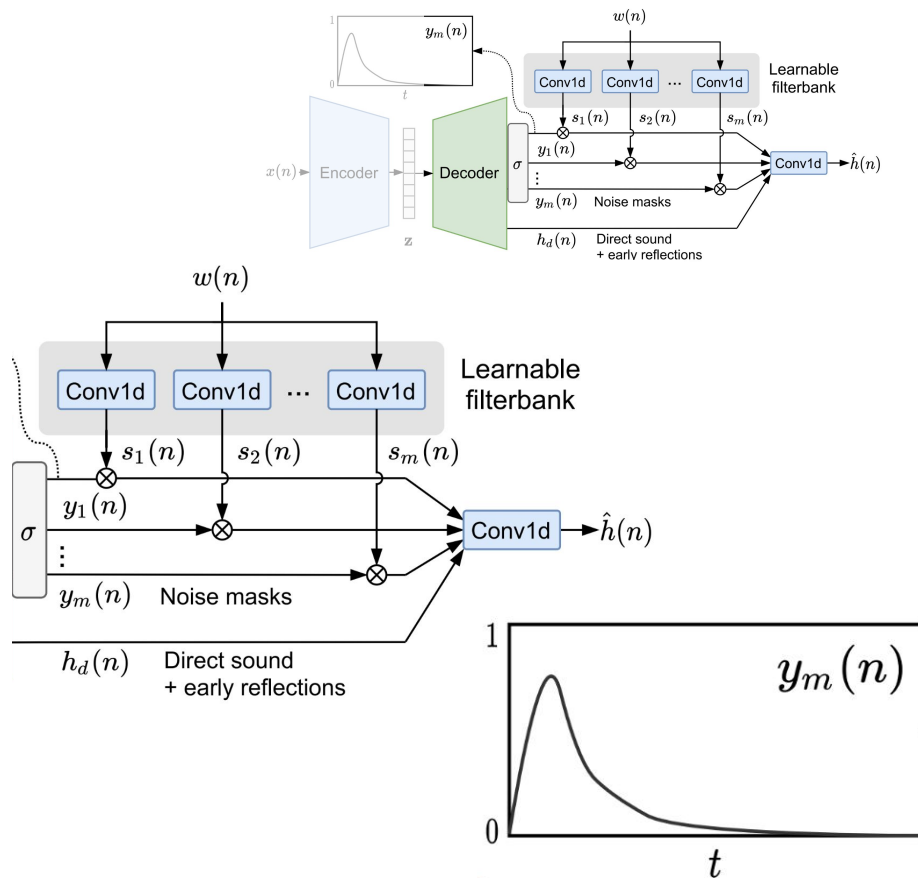 w(n)
1
y_m(n)
0
t
Conv1d Conv1d ... Conv1d
Learnable
filterbank
s_1(n) s_2(n) s_m(n)
x(n)
Encoder
z
Decoder
σ
y_1(n)
⋮
y_m(n)
Noise masks
Conv1d
ĥ(n)
h_d(n)
Direct sound
+ early reflections
w(n)
Conv1d Conv1d ... Conv1d
Learnable
filterbank
s_1(n) s_2(n) s_m(n)
σ
y_1(n)
⋮
y_m(n)
Noise masks
Conv1d
ĥ(n)
h_d(n)
Direct sound
+ early reflections
1
y_m(n)
0
t